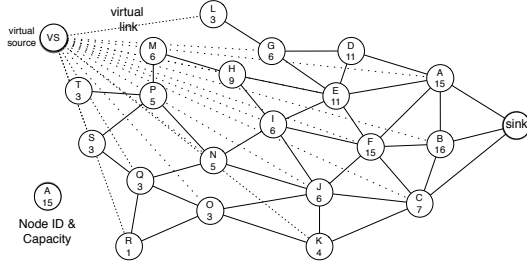 L
3
virtual
link
virtual
source
VS
M
6
G
6
D
11
H
9
A
15
T
3
P
5
E
11
I
6
sink
S
3
F
15
B
16
N
5
Q
3
J
6
A
15
C
7
O
3
Node ID &
Capacity
R
1
K
4